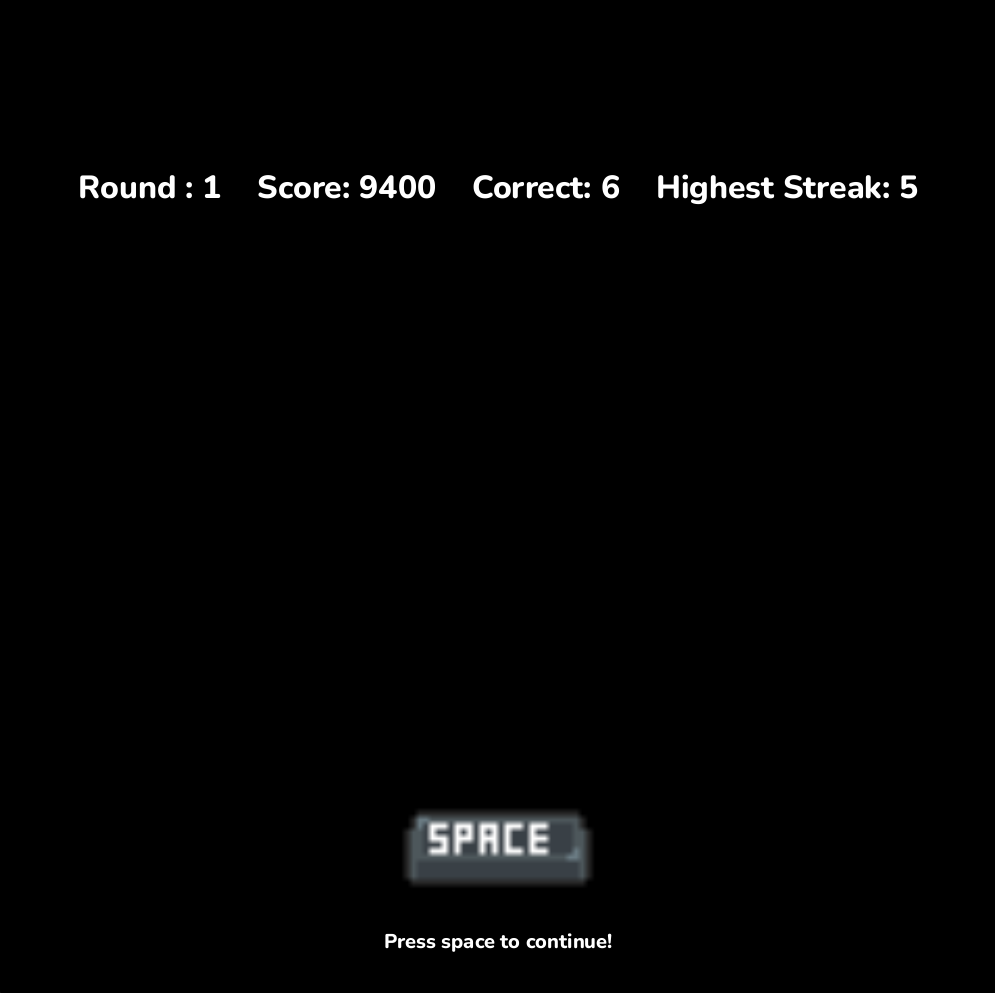 Round : 1 Score: 9400 Correct: 6 Highest Streak: 5
SPACE
Press space to continue!